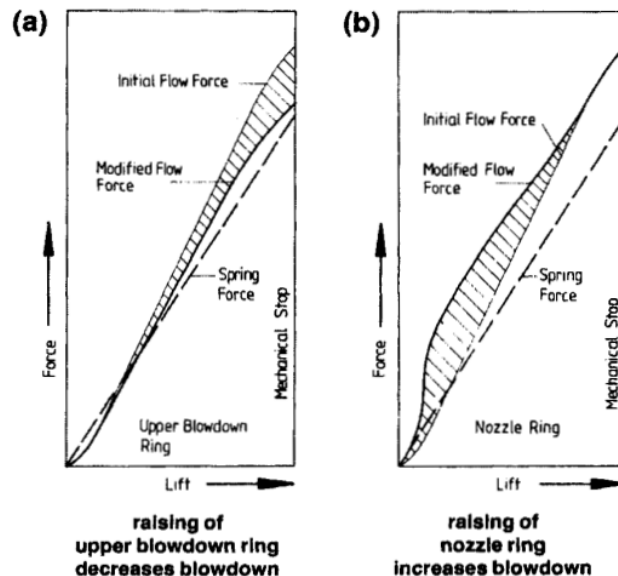 (a)
Initial Flow Force
Modified Flow
Force
Spring
Force
Mechanical Stop
Force
Upper Blowdown
Ring
Lift
raising of
upper blowdown ring
decreases blowdown
(b)
Initial Flow Force
Modified Flow
Force
Spring
Force
Mechanical Stop
Force
Nozzle Ring
Lift
raising of
nozzle ring
increases blowdown